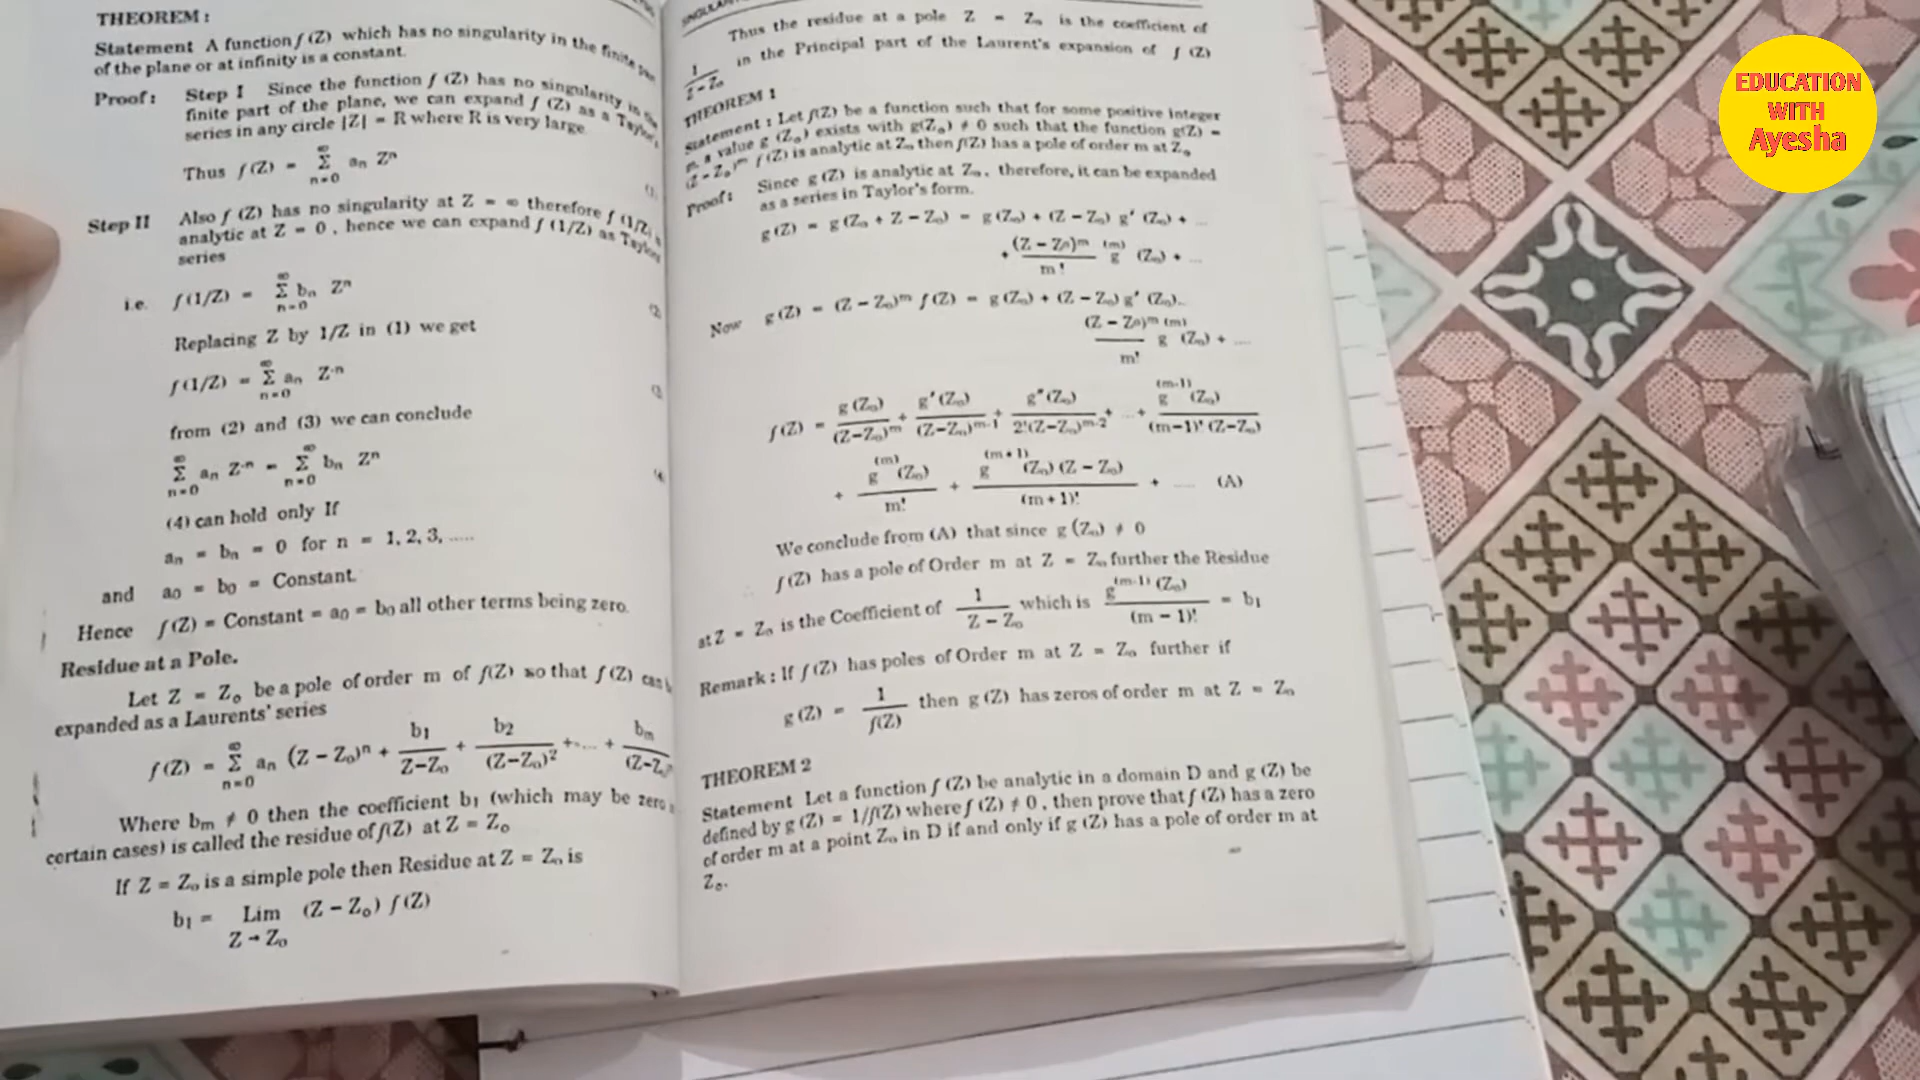 THEOREM :
Statement A function f (Z) which has no singularity in the finite
of the plane or at infinity is a constant.
Proof : Step I Since the function f (Z) has no singularity in the
finite part of the plane, we can expand f (Z) as a Taylor's
series in any circle |Z| = R where R is very large
Thus f (Z) = ∞ Σ n=0 aₙ Zⁿ
Step II Also f (Z) has no singularity at Z = ∞ therefore f (1/Z) is
analytic at Z = 0 , hence we can expand f (1/Z) as Taylors
series
i.e. f (1/Z) = ∞ Σ n=0 bₙ Zⁿ
Replacing Z by 1/Z in (1) we get
f (1/Z) = ∞ Σ n=0 aₙ Z⁻ⁿ
from (2) and (3) we can conclude
∞ Σ n=0 aₙ Z⁻ⁿ = ∞ Σ n=0 bₙ Zⁿ
(4) can hold only If
aₙ = bₙ = 0 for n = 1, 2, 3, .....
and a₀ = b₀ = Constant.
Hence f (Z) = Constant = a₀ = b₀ all other terms being zero.
Residue at a Pole.
Let Z = Z₀ be a pole of order m of f(Z) so that f (Z) can
expanded as a Laurents' series
f (Z) = ∞ Σ n=0 aₙ (Z − Z₀)ⁿ + b₁/(Z−Z₀) + b₂/(Z−Z₀)² +.... + bₘ/(Z−Z₀
Where bₘ ≠ 0 then the coefficient b₁ (which may be zero
certain cases) is called the residue of f(Z) at Z = Z₀
If Z = Z₀ is a simple pole then Residue at Z = Z₀ is
b₁ = Lim Z→Z₀ (Z − Z₀) f (Z)
Thus the residue at a pole Z = Z₀ is the coefficient of
1/(Z − Z₀) in the Principal part of the Laurent's expansion of f (Z)
THEOREM 1
Statement : Let f(Z) be a function such that for some positive integer
m, a value g (Z₀) exists with g(Z₀) ≠ 0 such that the function g(Z) =
(Z − Z₀)ᵐ f (Z) is analytic at Z₀ then f(Z) has a pole of order m at Z₀
Proof : Since g (Z) is analytic at Z₀, therefore, it can be expanded
as a series in Taylor's form.
g (Z) = g (Z₀ + Z − Z₀) = g (Z₀) + (Z − Z₀) g′ (Z₀) + ...
+ (Z − Z₀)ᵐ/m ! g⁽ᵐ⁾ (Z₀) + ...
Now g (Z) = (Z − Z₀)ᵐ f (Z) = g (Z₀) + (Z − Z₀) g′ (Z₀)..
(Z − Z₀)ᵐ/m! g⁽ᵐ⁾ (Z₀) + ....
f (Z) = g (Z₀)/(Z−Z₀)ᵐ + g′ (Z₀)/(Z−Z₀)ᵐ⁻¹ + g″ (Z₀)/2!(Z−Z₀)ᵐ⁻² + ... + g⁽ᵐ⁻¹⁾ (Z₀)/(m−1)! (Z−Z₀)
+ g⁽ᵐ⁾ (Z₀)/m! + g⁽ᵐ⁺¹⁾ (Z₀) (Z − Z₀)/(m + 1)! + .... (A)
We conclude from (A) that since g (Z₀) ≠ 0
f (Z) has a pole of Order m at Z = Z₀ further the Residue
at Z = Z₀ is the Coefficient of 1/(Z − Z₀) which is g⁽ᵐ⁻¹⁾ (Z₀)/(m − 1)! = b₁
Remark : If f (Z) has poles of Order m at Z = Z₀ further if
g (Z) = 1/f(Z) then g (Z) has zeros of order m at Z = Z₀
THEOREM 2
Statement Let a function f (Z) be analytic in a domain D and g (Z) be
defined by g (Z) = 1/f(Z) where f (Z) ≠ 0 , then prove that f (Z) has a zero
of order m at a point Z₀ in D if and only if g (Z) has a pole of order m at
Z₀.
EDUCATION
WITH
Ayesha